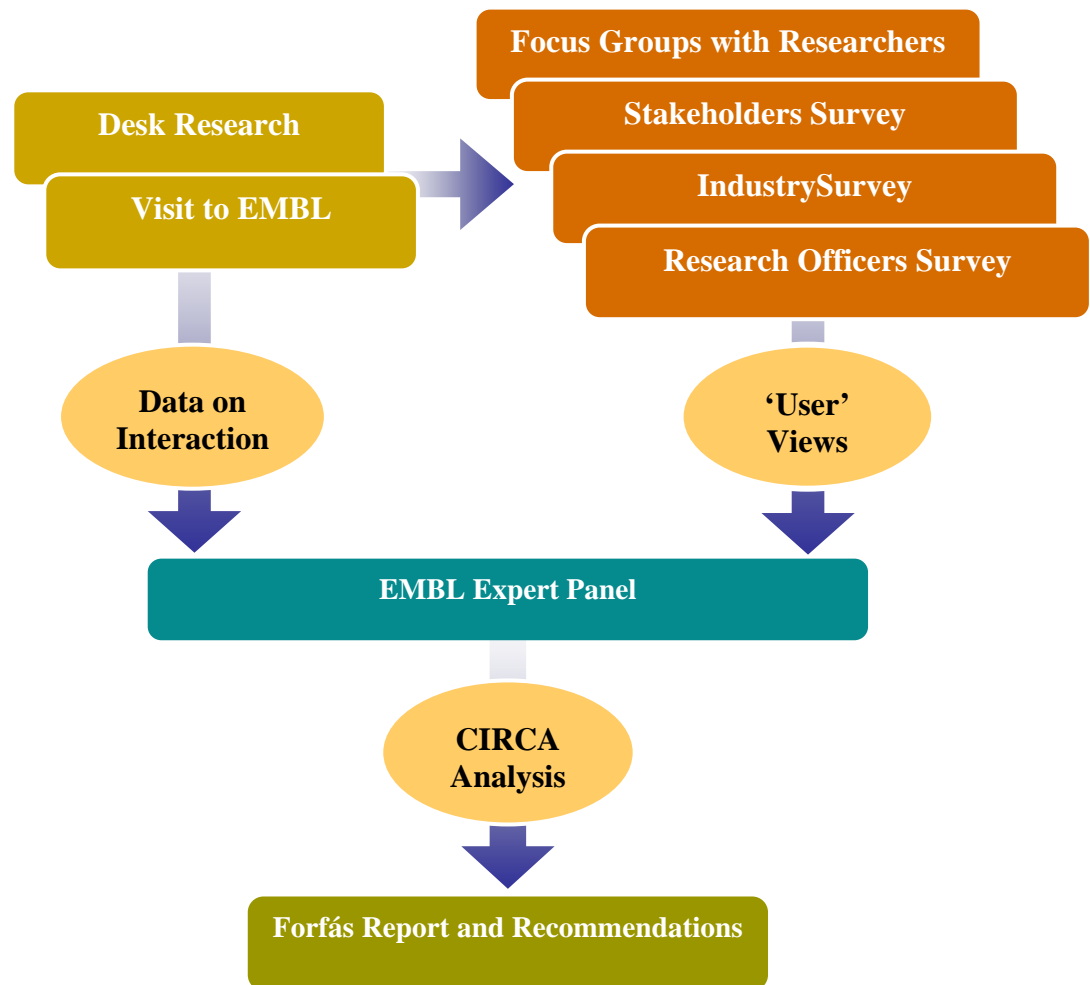 Focus Groups with Researchers
Stakeholders Survey
IndustrySurvey
Research Officers Survey
Desk Research
Visit to EMBL
Data on
Interaction
‘User’
Views
EMBL Expert Panel
CIRCA
Analysis
Forfás Report and Recommendations